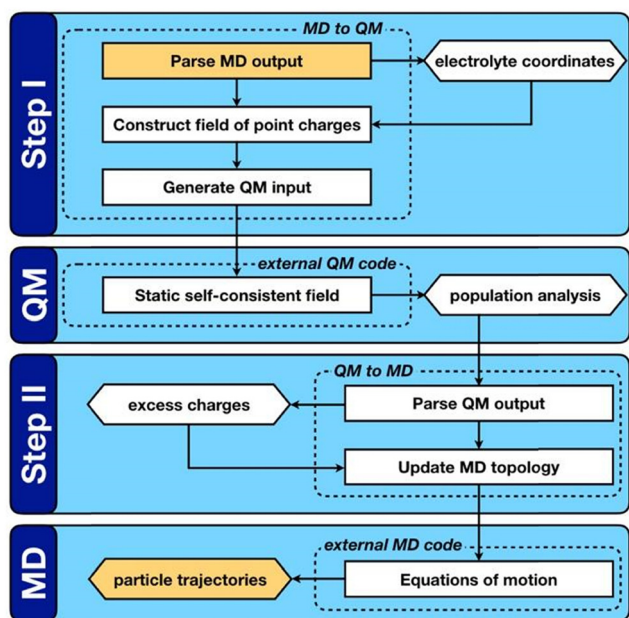 Step I
MD to QM
Parse MD output
electrolyte coordinates
Construct field of point charges
Generate QM input
QM
external QM code
Static self-consistent field
population analysis
Step II
QM to MD
excess charges
Parse QM output
Update MD topology
MD
external MD code
particle trajectories
Equations of motion